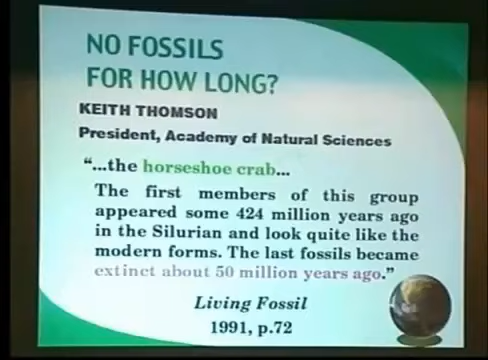 NO FOSSILS
FOR HOW LONG?
KEITH THOMSON
President, Academy of Natural Sciences
“...the horseshoe crab...
The first members of this group
appeared some 424 million years ago
in the Silurian and look quite like the
modern forms. The last fossils became
extinct about 50 million years ago.”
Living Fossil
1991, p.72